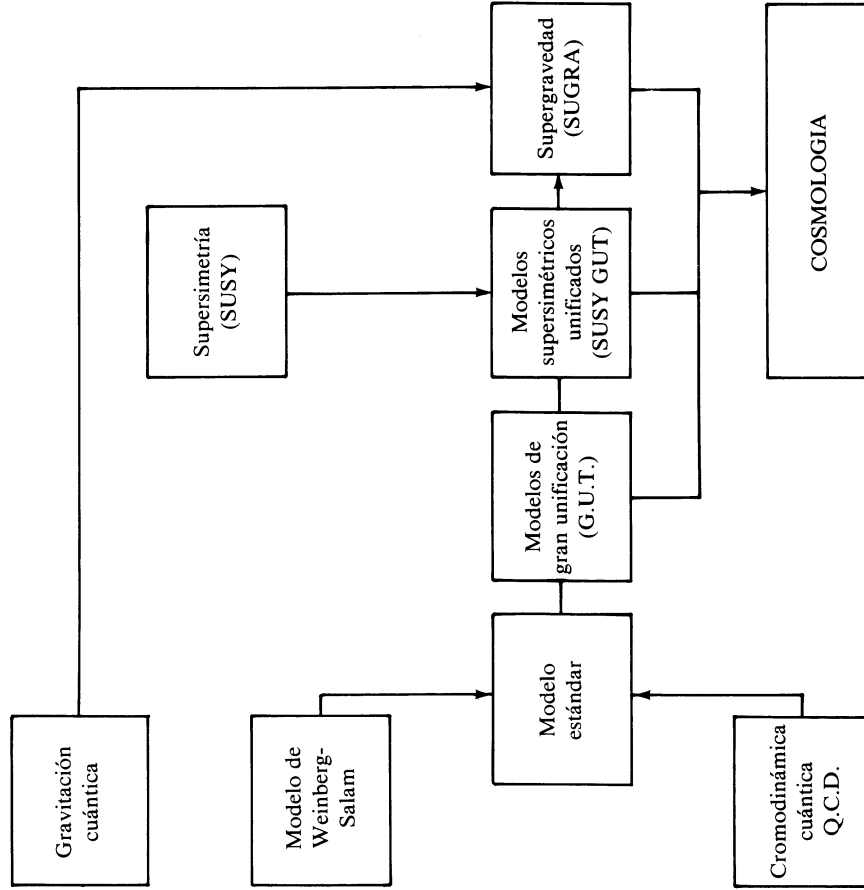 Gravitación
cuántica
Modelo de
Weinberg-
Salam
Cromodinámica
cuántica
Q.C.D.
Modelo
estándar
Modelos de
gran unificación
(G.U.T.)
Supersimetría
(SUSY)
Modelos
supersimétricos
unificados
(SUSY GUT)
Supergravedad
(SUGRA)
COSMOLOGIA